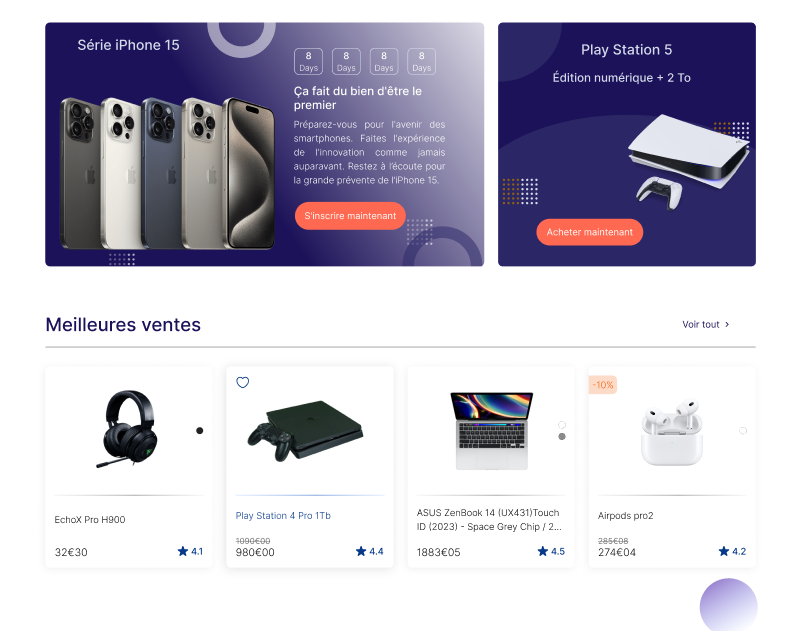 Série iPhone 15
8 8 8 8
Days Days Days Days
Ça fait du bien d'être le
premier
Préparez-vous pour l'avenir des
smartphones. Faites l'expérience
de l'Innovation comme jamais
auparavant. Restez à l'écoute pour
la grande prévente de l'iPhone 15.
S'inscrire maintenant
Play Station 5
Édition numérique + 2 To
Acheter maintenant
Meilleures ventes
Voir tout >
EchoX Pro H900
32€30
4.1
Play Station 4 Pro 1Tb
1090€00
980€00
4.4
ASUS ZenBook 14 (UX431)Touch
ID (2023) - Space Grey Chip / 2...
1883€05
4.5
-10%
Airpods pro2
285€08
274€04
4.2